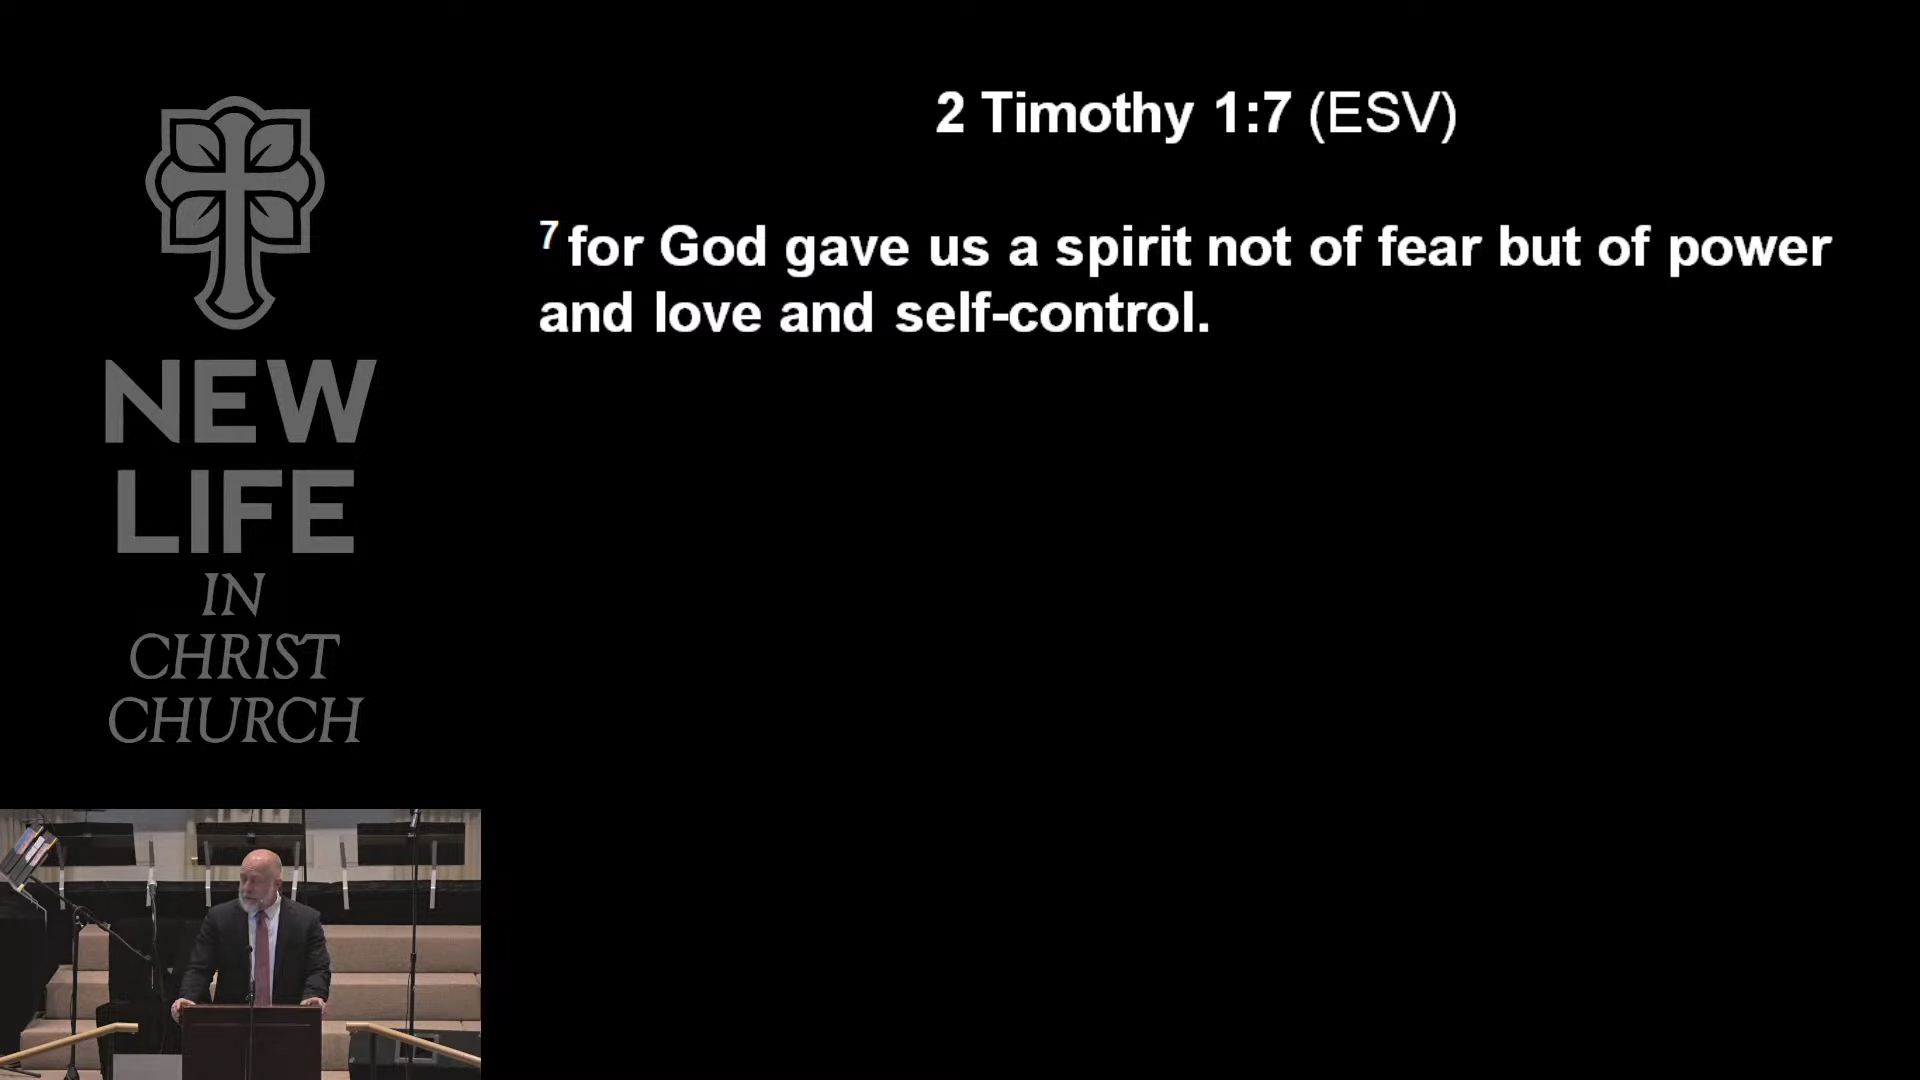 NEW
LIFE
IN
CHRIST
CHURCH
2 Timothy 1:7 (ESV)
7 for God gave us a spirit not of fear but of power
and love and self-control.